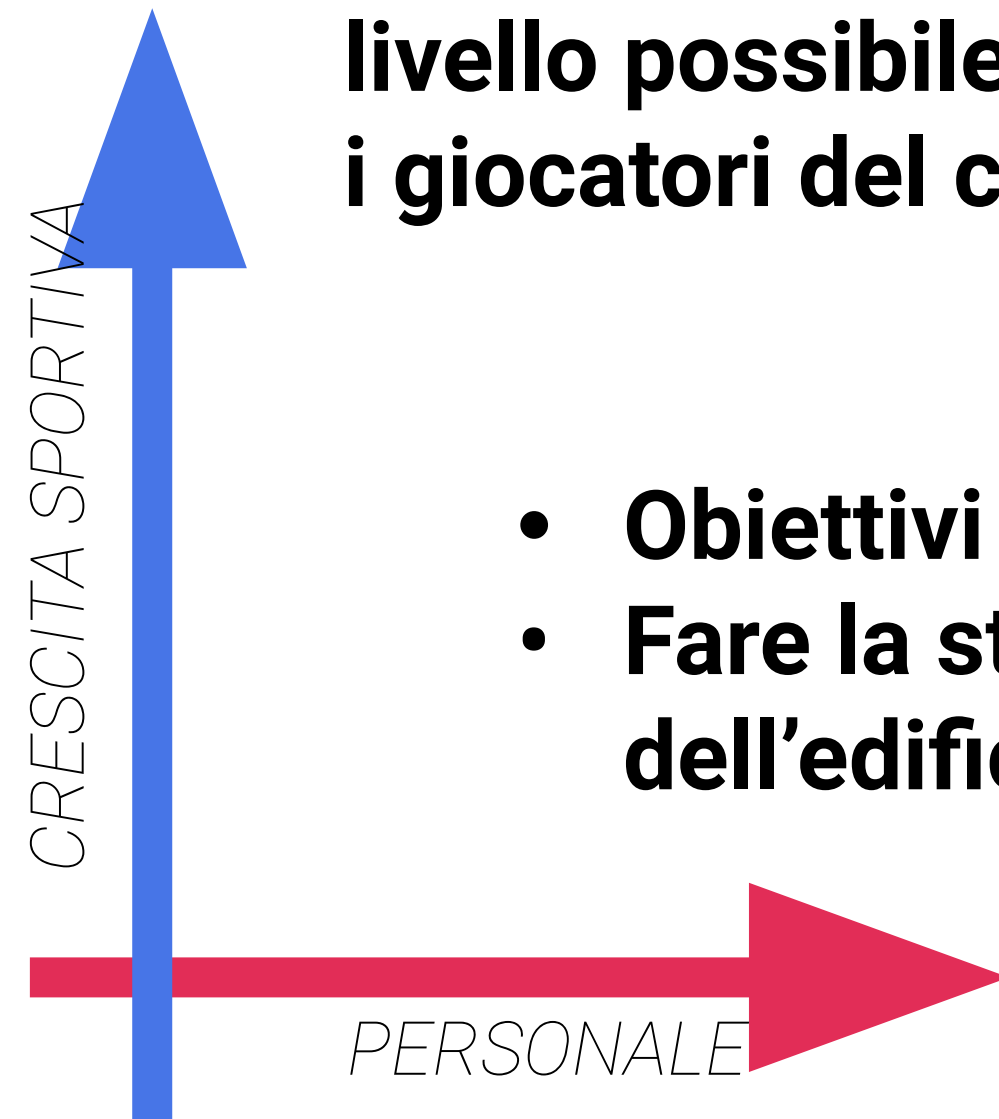 livello possibile
i giocatori del c
CRESCITA SPORTIVA
• Obiettivi
• Fare la st
dell’edific
PERSONALE